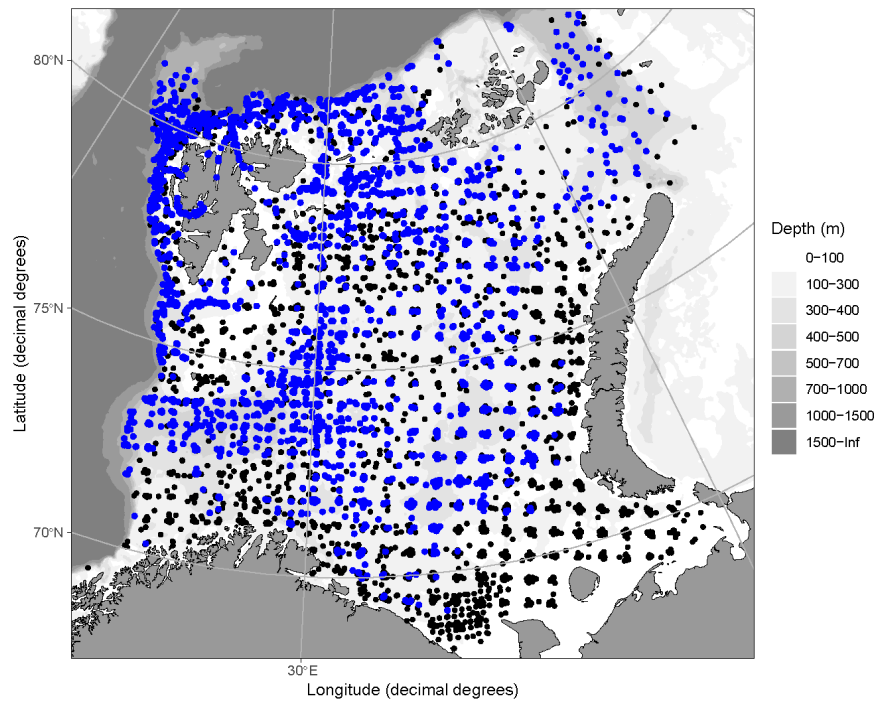 80°N
75°N
70°N
Latitude (decimal degrees)
30°E
Longitude (decimal degrees)
Depth (m)
0−100
100−300
300−400
400−500
500−700
700−1000
1000−1500
1500−Inf